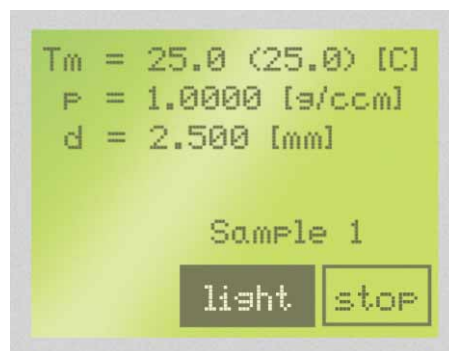 Tm = 25.0 (25.0) [C]
p = 1.0000 [g/ccm]
d = 2.500 [mm]
Sample 1
light stop